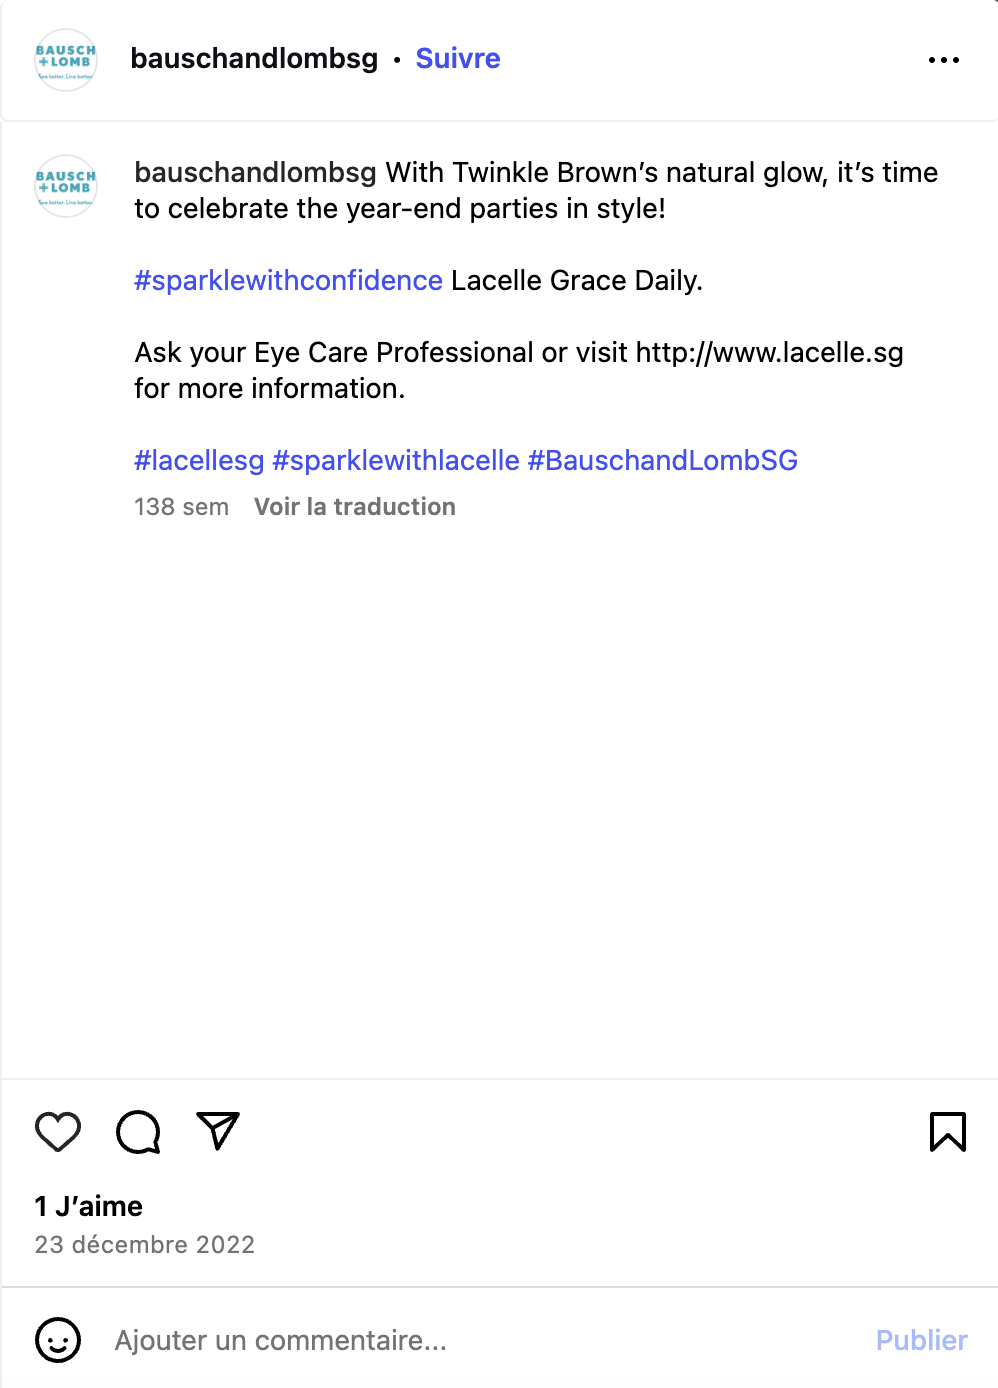 BAUSCH
+LOMB
See better. Live better.
bauschandlombsg • Suivre
BAUSCH
+LOMB
See better. Live better.
bauschandlombsg With Twinkle Brown’s natural glow, it’s time
to celebrate the year-end parties in style!
#sparklewithconfidence Lacelle Grace Daily.
Ask your Eye Care Professional or visit http://www.lacelle.sg
for more information.
#lacellesg #sparklewithlacelle #BauschandLombSG
138 sem Voir la traduction
1 J’aime
23 décembre 2022
Ajouter un commentaire... Publier